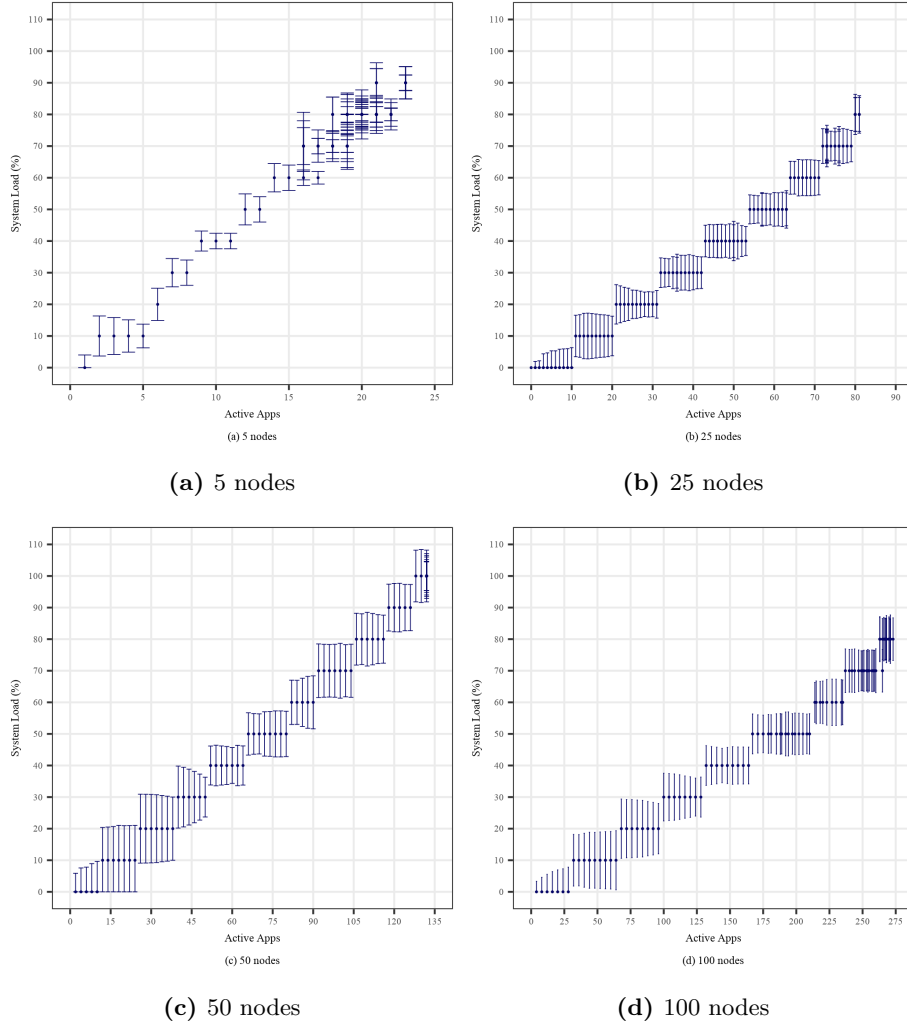 110
100
90
80
70
60
50
40
30
20
10
0
System Load (%)
0 5 10 15 20 25
Active Apps
(a) 5 nodes
(a) 5 nodes
110
100
90
80
70
60
50
40
30
20
10
0
System Load (%)
0 10 20 30 40 50 60 70 80 90
Active Apps
(b) 25 nodes
(b) 25 nodes
110
100
90
80
70
60
50
40
30
20
10
0
System Load (%)
0 15 30 45 60 75 90 105 120 135
Active Apps
(c) 50 nodes
(c) 50 nodes
110
100
90
80
70
60
50
40
30
20
10
0
System Load (%)
0 25 50 75 100 125 150 175 200 225 250 275
Active Apps
(d) 100 nodes
(d) 100 nodes